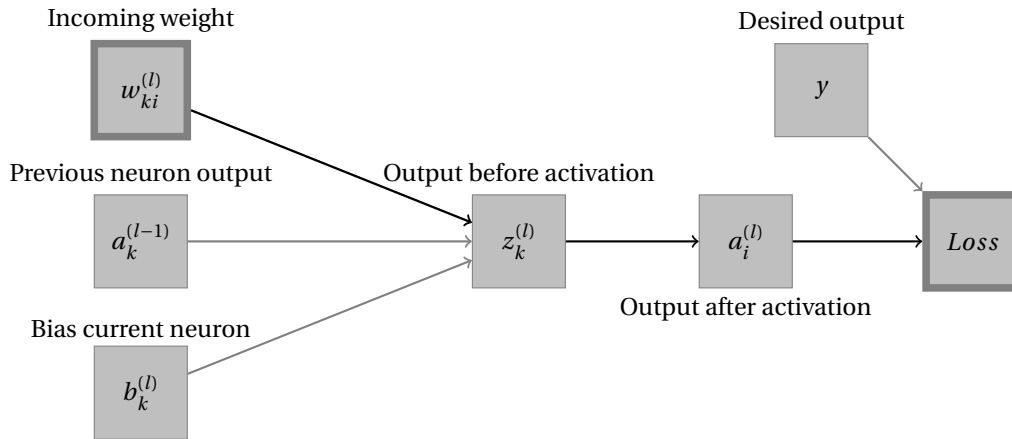 Incoming weight
Desired output
w_{ki}^{(l)}
y
Previous neuron output
Output before activation
a_k^{(l-1)}
z_k^{(l)}
a_i^{(l)}
Loss
Output after activation
Bias current neuron
b_k^{(l)}